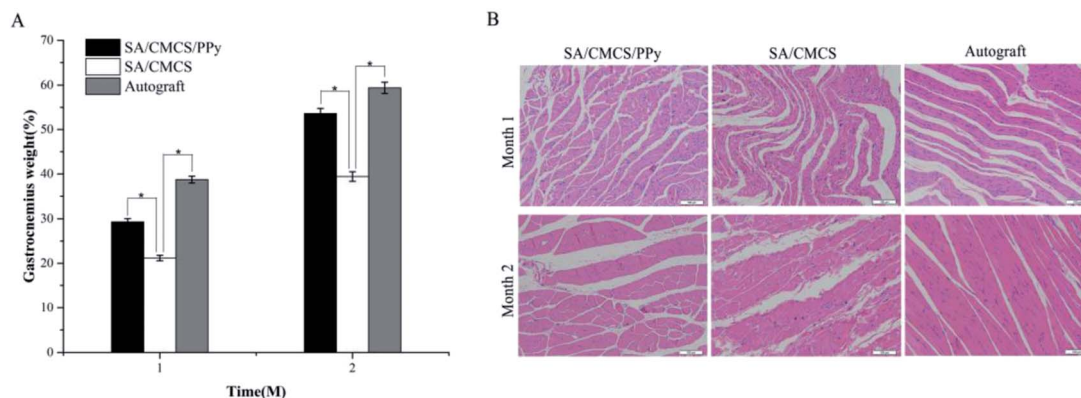 A
B
SA/CMCS/PPy
SA/CMCS
Autograft
70
60
50
40
30
20
10
0
Gastrocnemius weight(%)
*
*
*
*
1
2
Time(M)
SA/CMCS/PPy
SA/CMCS
Autograft
Month 1
Month 2